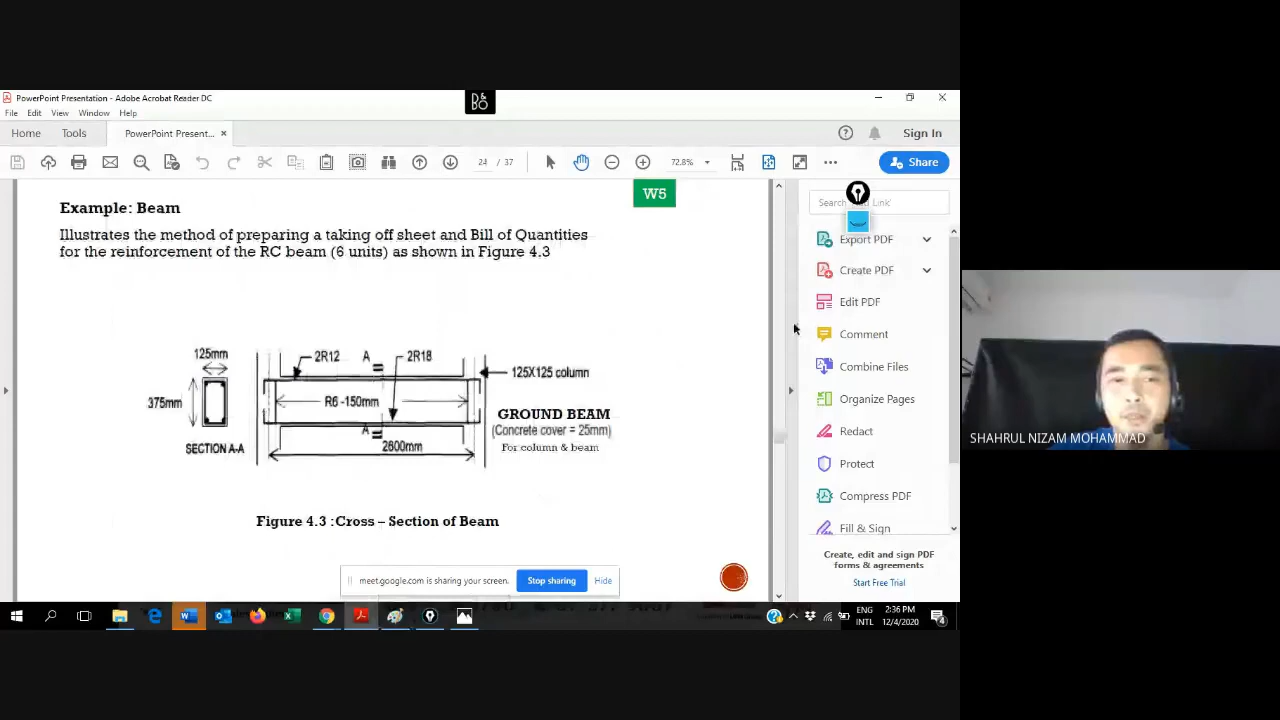 PowerPoint Presentation - Adobe Acrobat Reader DC
B&O
File Edit View Window Help
Home Tools PowerPoint Present... × Sign In
24 / 37 72.8% Share
W5
Example: Beam
Illustrates the method of preparing a taking off sheet and Bill of Quantities
for the reinforcement of the RC beam (6 units) as shown in Figure 4.3
125mm
375mm
SECTION A-A
2R12 A 2R18
R6 -150mm
A
2600mm
125X125 column
GROUND BEAM
(Concrete cover = 25mm)
For column & beam
Figure 4.3 :Cross – Section of Beam
meet.google.com is sharing your screen. Stop sharing Hide
Search
Export PDF
Create PDF
Edit PDF
Comment
Combine Files
Organize Pages
Redact
Protect
Compress PDF
Fill & Sign
Create, edit and sign PDF
forms & agreements
Start Free Trial
ENG
INTL
2:36 PM
12/4/2020
4
SHAHRUL NIZAM MOHAMMAD